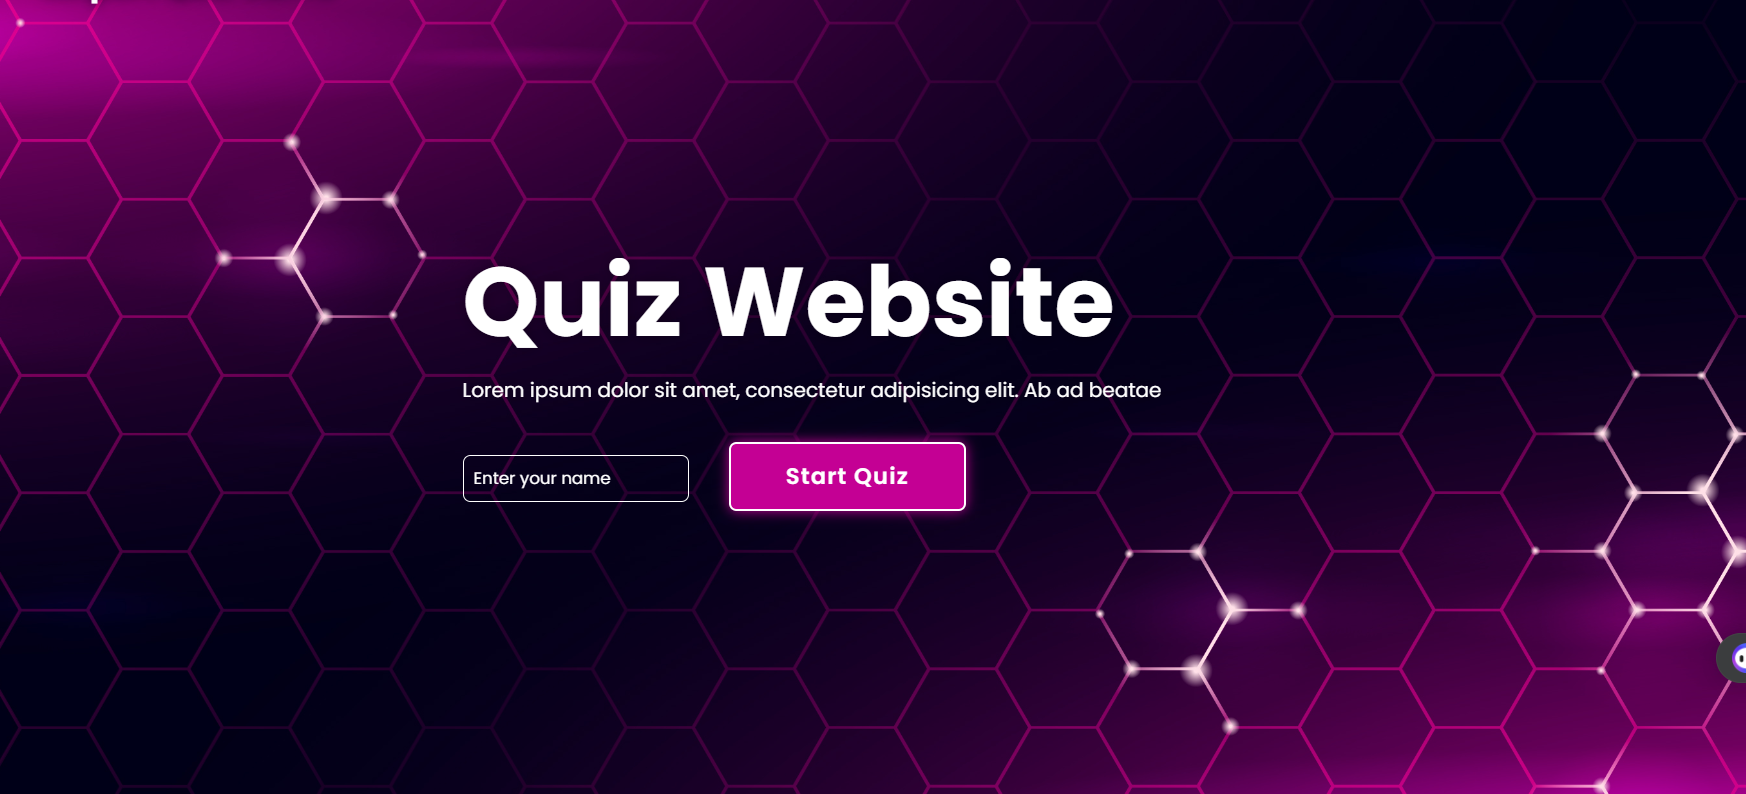 Quiz Website
Lorem ipsum dolor sit amet, consectetur adipisicing elit. Ab ad beatae
Enter your name
Start Quiz